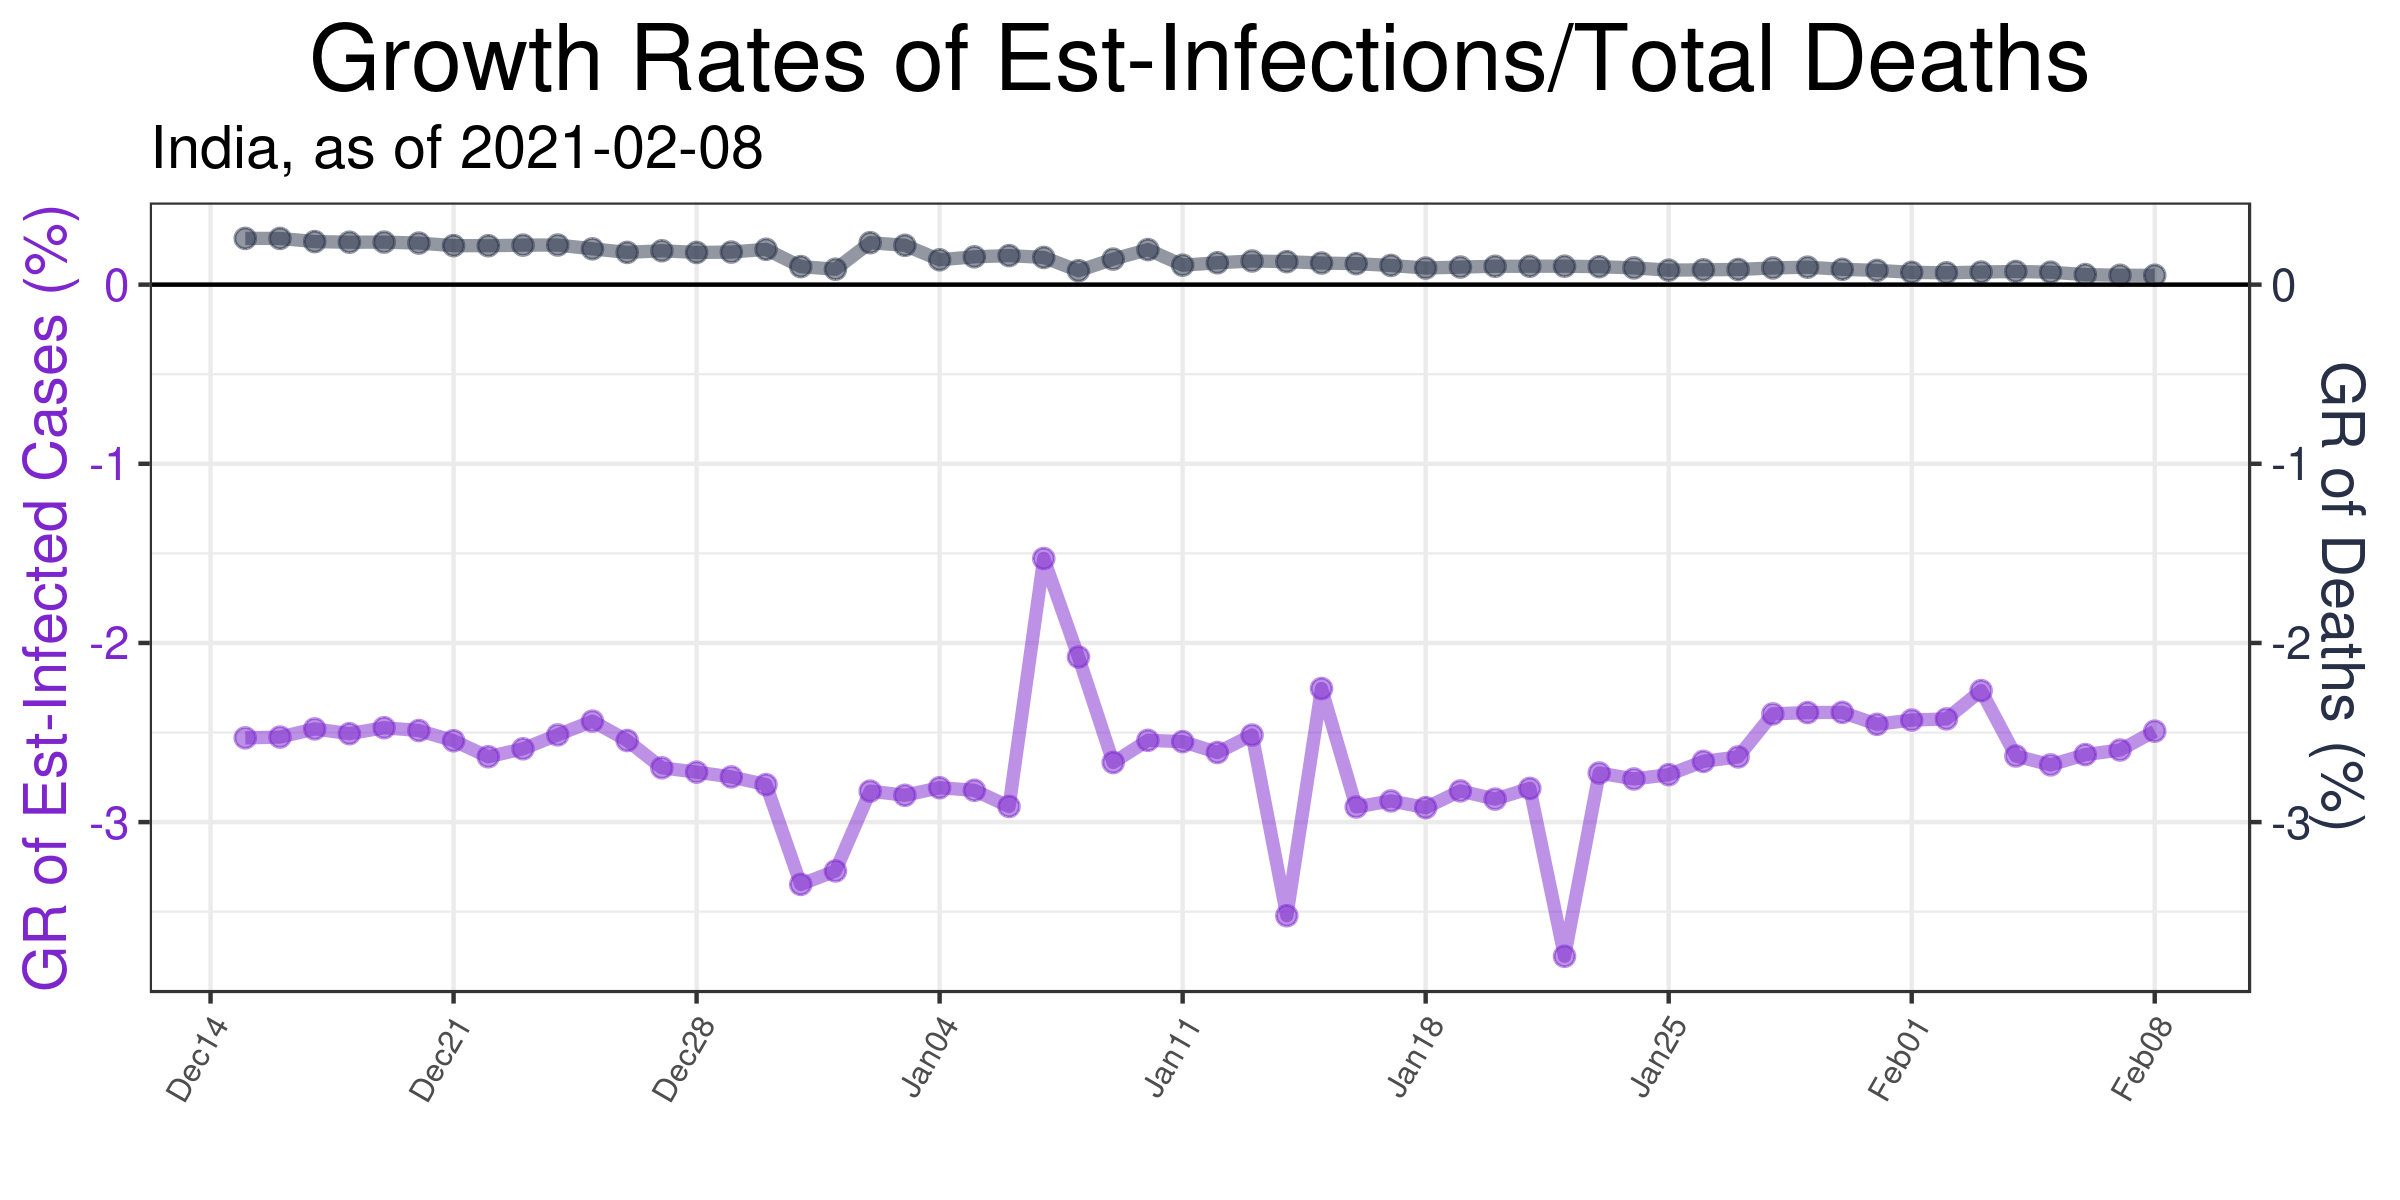 Growth Rates of Est-Infections/Total Deaths
India, as of 2021-02-08
GR of Est-Infected Cases (%)
0
-1
-2
-3
0
-1
-2
-3
GR of Deaths (%)
Dec14
Dec21
Dec28
Jan04
Jan11
Jan18
Jan25
Feb01
Feb08